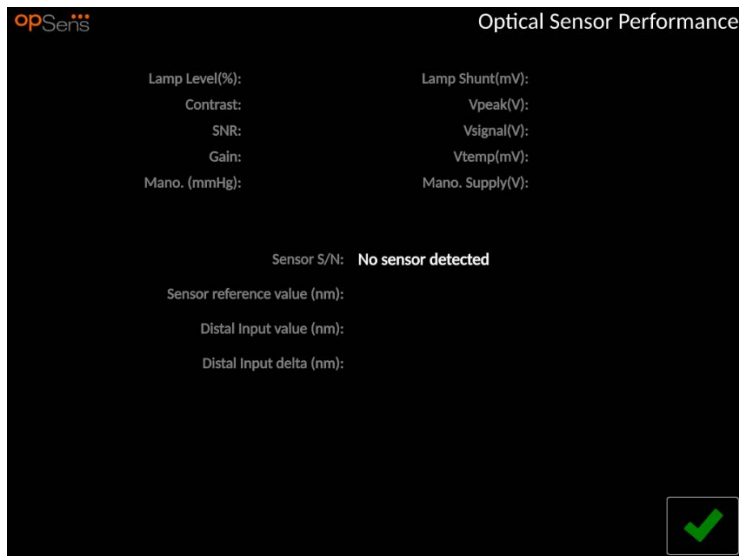 opSens
Optical Sensor Performance
Lamp Level(%):
Lamp Shunt(mV):
Contrast:
Vpeak(V):
SNR:
Vsignal(V):
Gain:
Vtemp(mV):
Mano. (mmHg):
Mano. Supply(V):
Sensor S/N: No sensor detected
Sensor reference value (nm):
Distal Input value (nm):
Distal Input delta (nm):